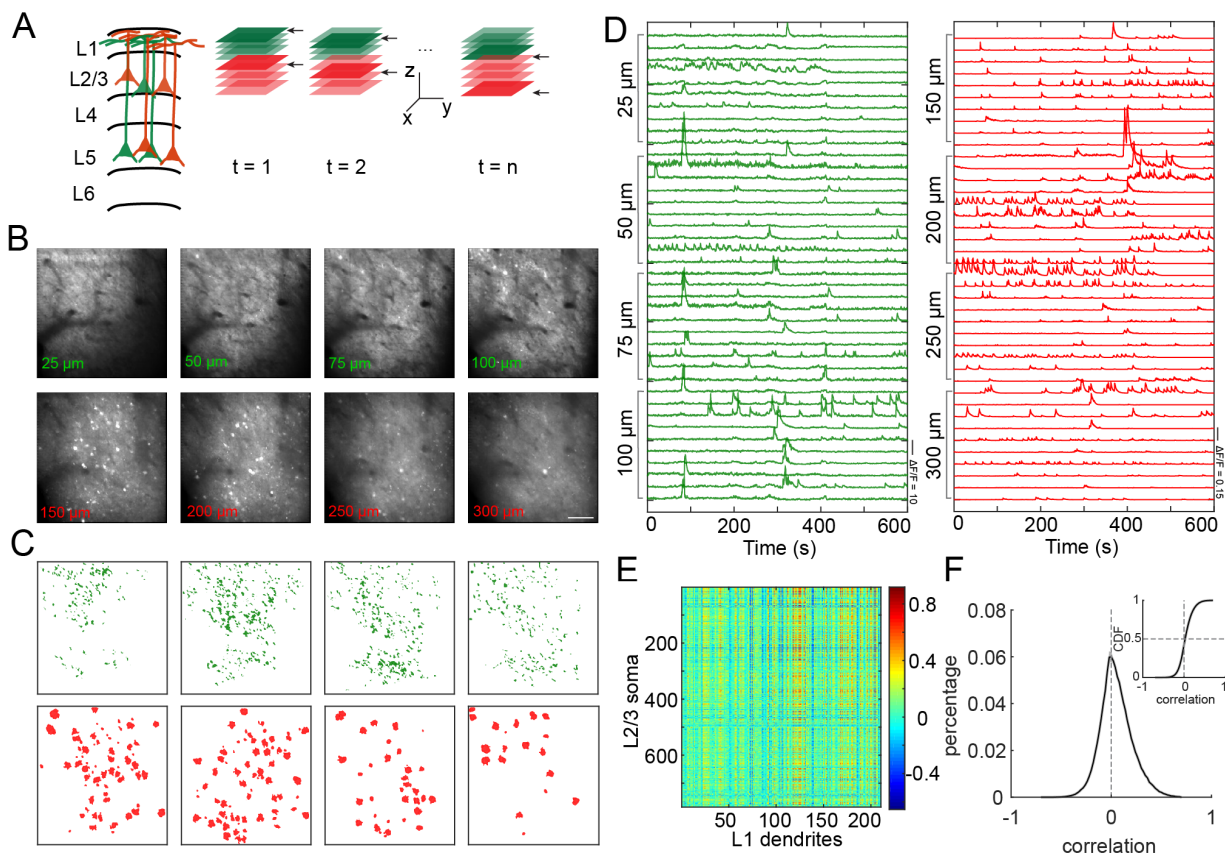 A
L1
L2/3
L4
L5
L6
...
z
x
y
t = 1
t = 2
t = n
B
25 µm
50 µm
75 µm
100 µm
150 µm
200 µm
250 µm
300 µm
C
D
25 µm
50 µm
75 µm
100 µm
ΔF/F = 10
0
200
400
600
Time (s)
150 µm
200 µm
250 µm
300 µm
ΔF/F = 0.15
0
200
400
600
Time (s)
E
L2/3 soma
200
400
600
50
100
150
200
L1 dendrites
0.8
0.4
0
-0.4
F
percentage
0.08
0.06
0.04
0.02
0
-1
0
1
correlation
CDF
1
0.5
0
-1
0
1
correlation